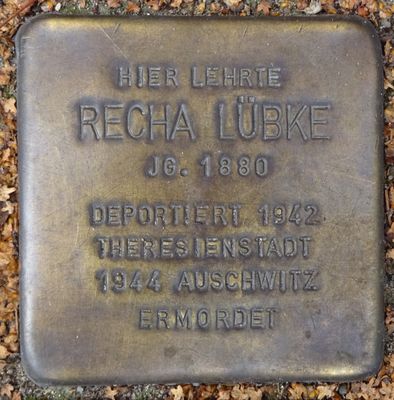 HIER LEHRTE
RECHA LÜBKE
JG. 1880
DEPORTIERT 1942
THERESIENSTADT
1944 AUSCHWITZ
ERMORDET